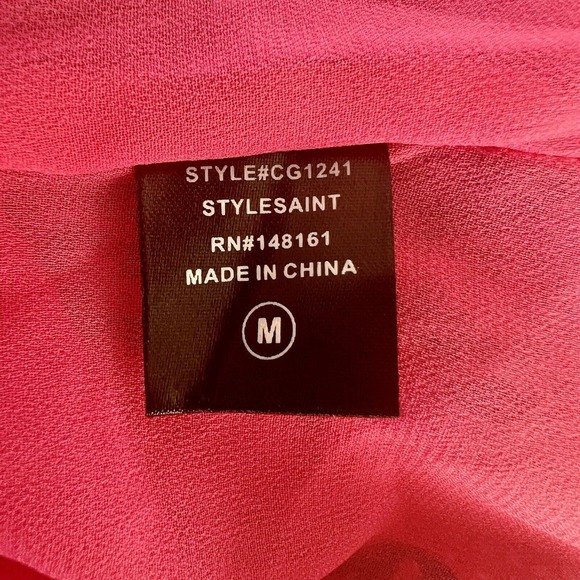 STYLE#CG1241
STYLESAINT
RN#148161
MADE IN CHINA
M